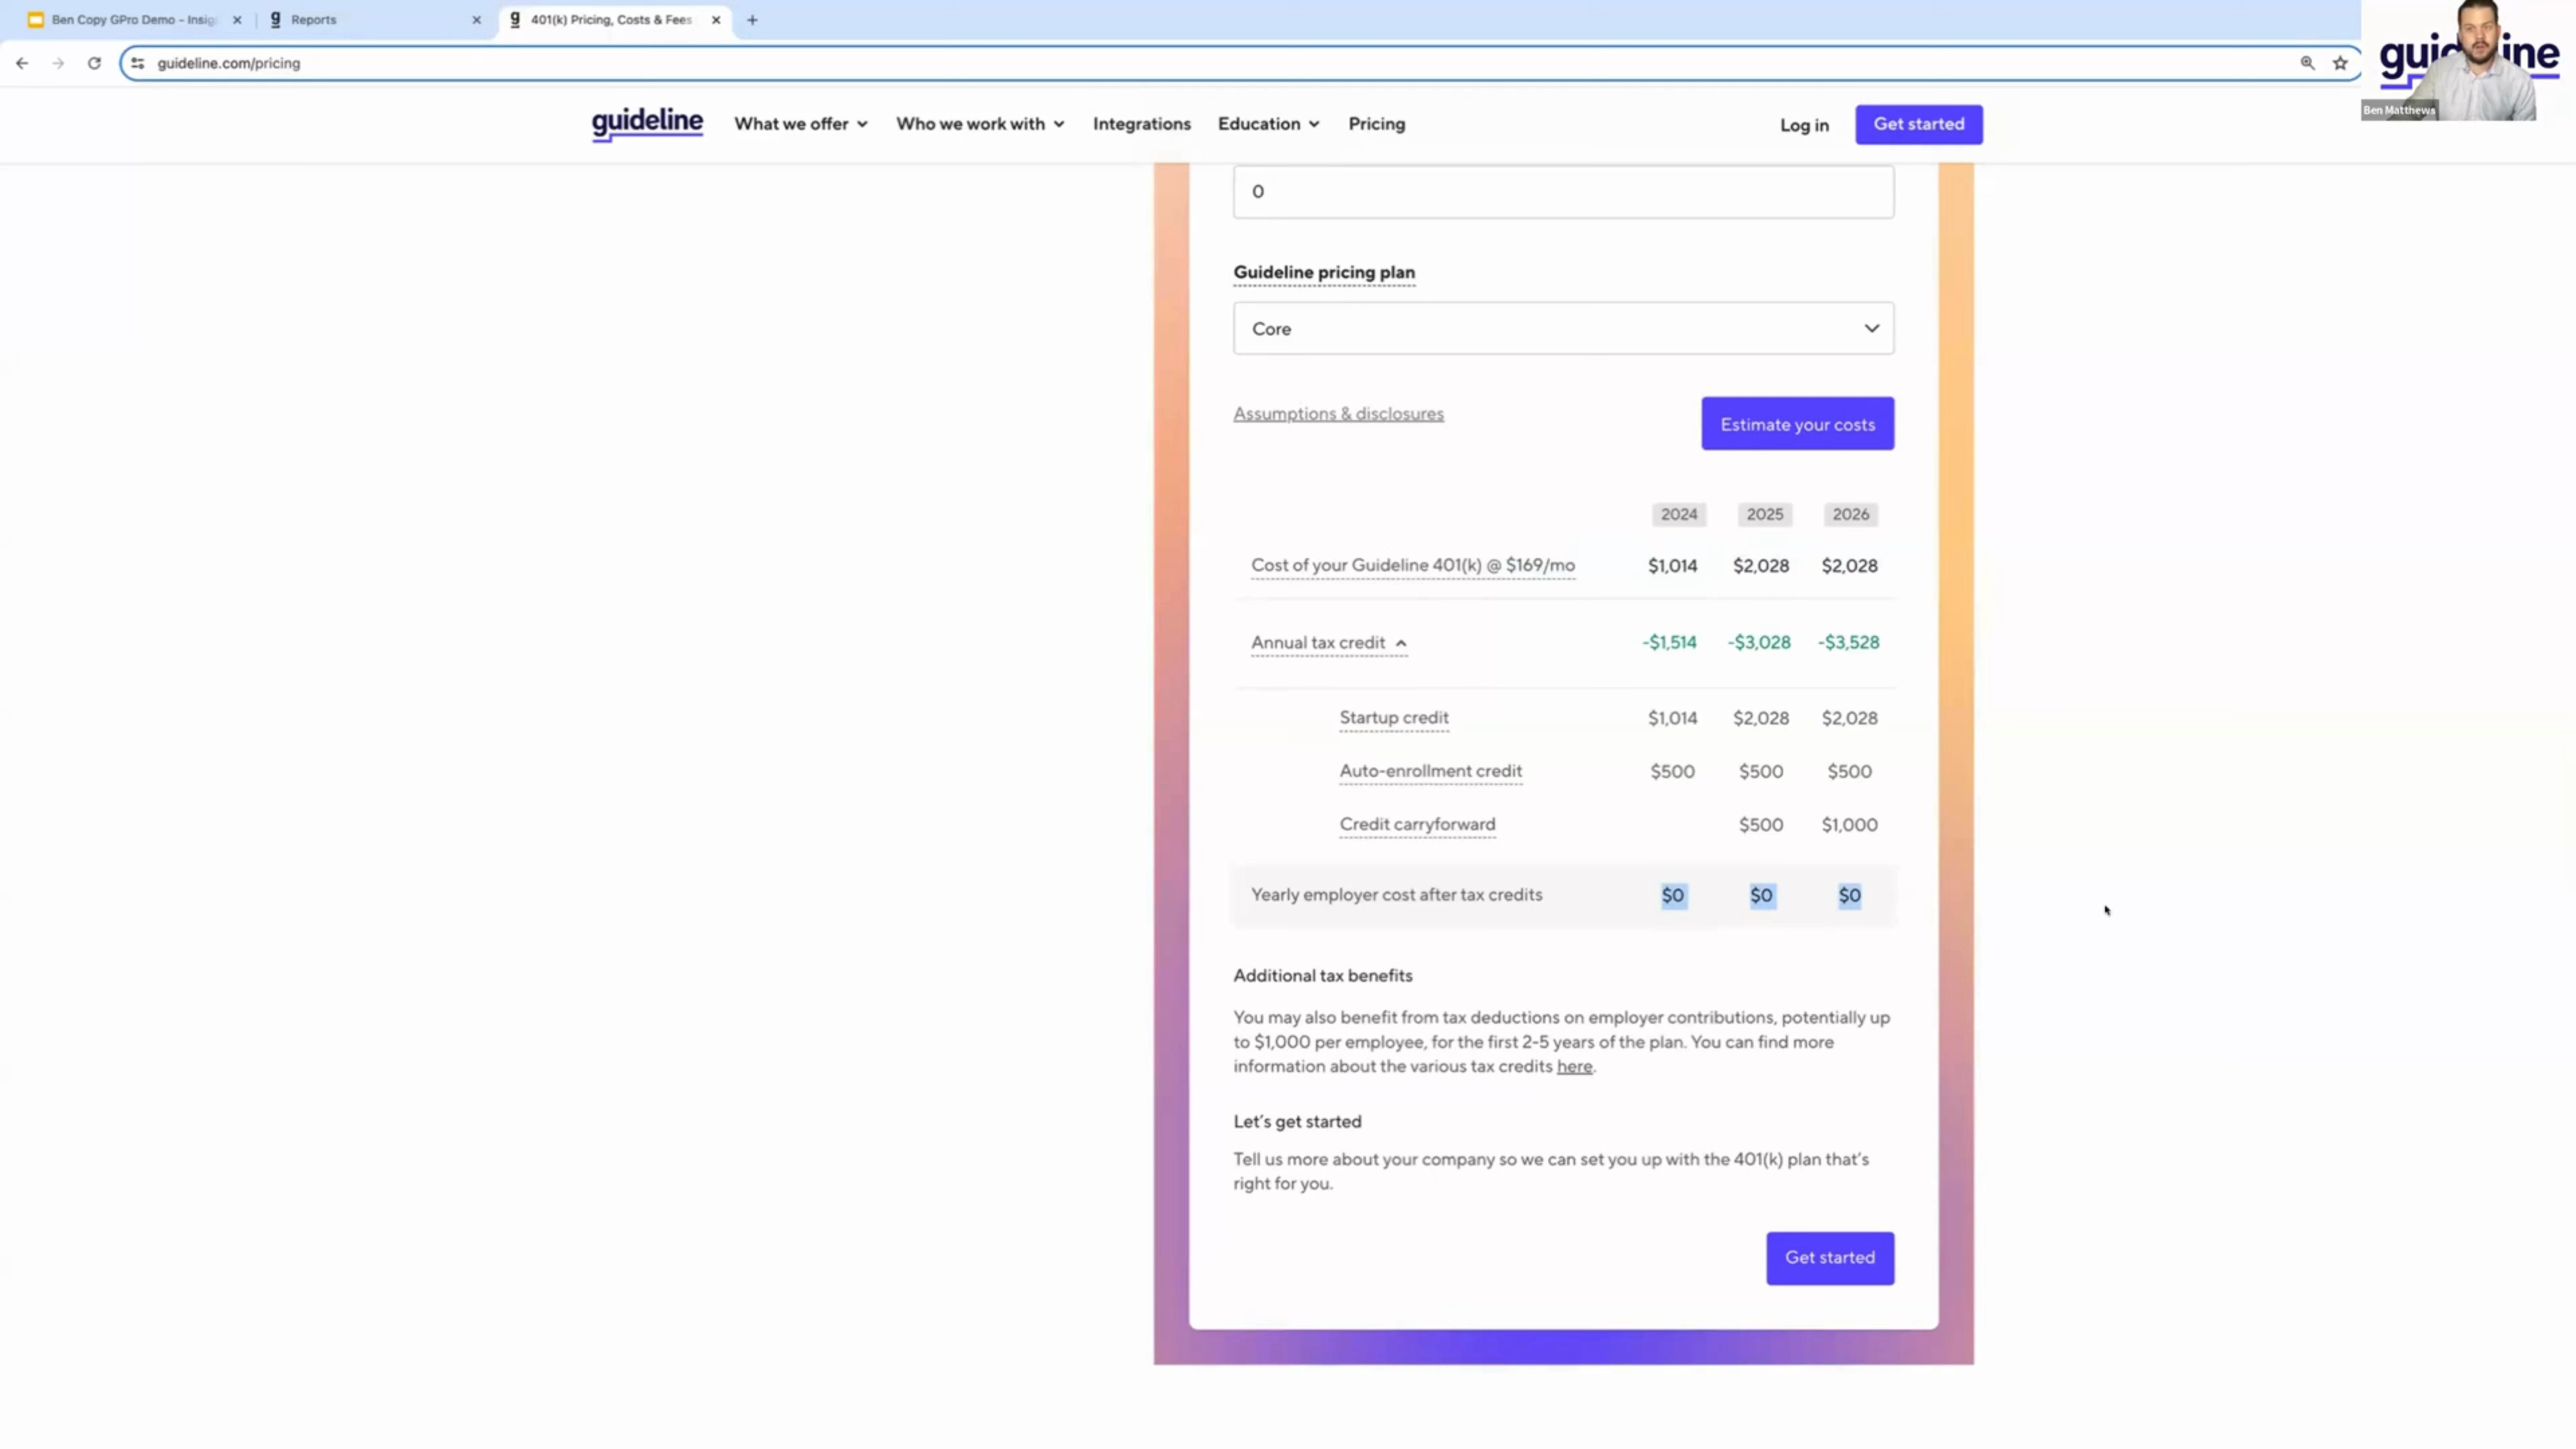 Ben Copy GPro Demo - Insig
Reports
401(k) Pricing, Costs & Fees
guideline.com/pricing
guideline
Ben Matthews
guideline
What we offer
Who we work with
Integrations
Education
Pricing
Log in
Get started
0
Guideline pricing plan
Core
Assumptions & disclosures
Estimate your costs
2024 2025 2026
Cost of your Guideline 401(k) @ $169/mo $1,014 $2,028 $2,028
Annual tax credit -$1,514 -$3,028 -$3,528
Startup credit $1,014 $2,028 $2,028
Auto-enrollment credit $500 $500 $500
Credit carryforward $500 $1,000
Yearly employer cost after tax credits $0 $0 $0
Additional tax benefits
You may also benefit from tax deductions on employer contributions, potentially up
to $1,000 per employee, for the first 2-5 years of the plan. You can find more
information about the various tax credits here.
Let's get started
Tell us more about your company so we can set you up with the 401(k) plan that's
right for you.
Get started